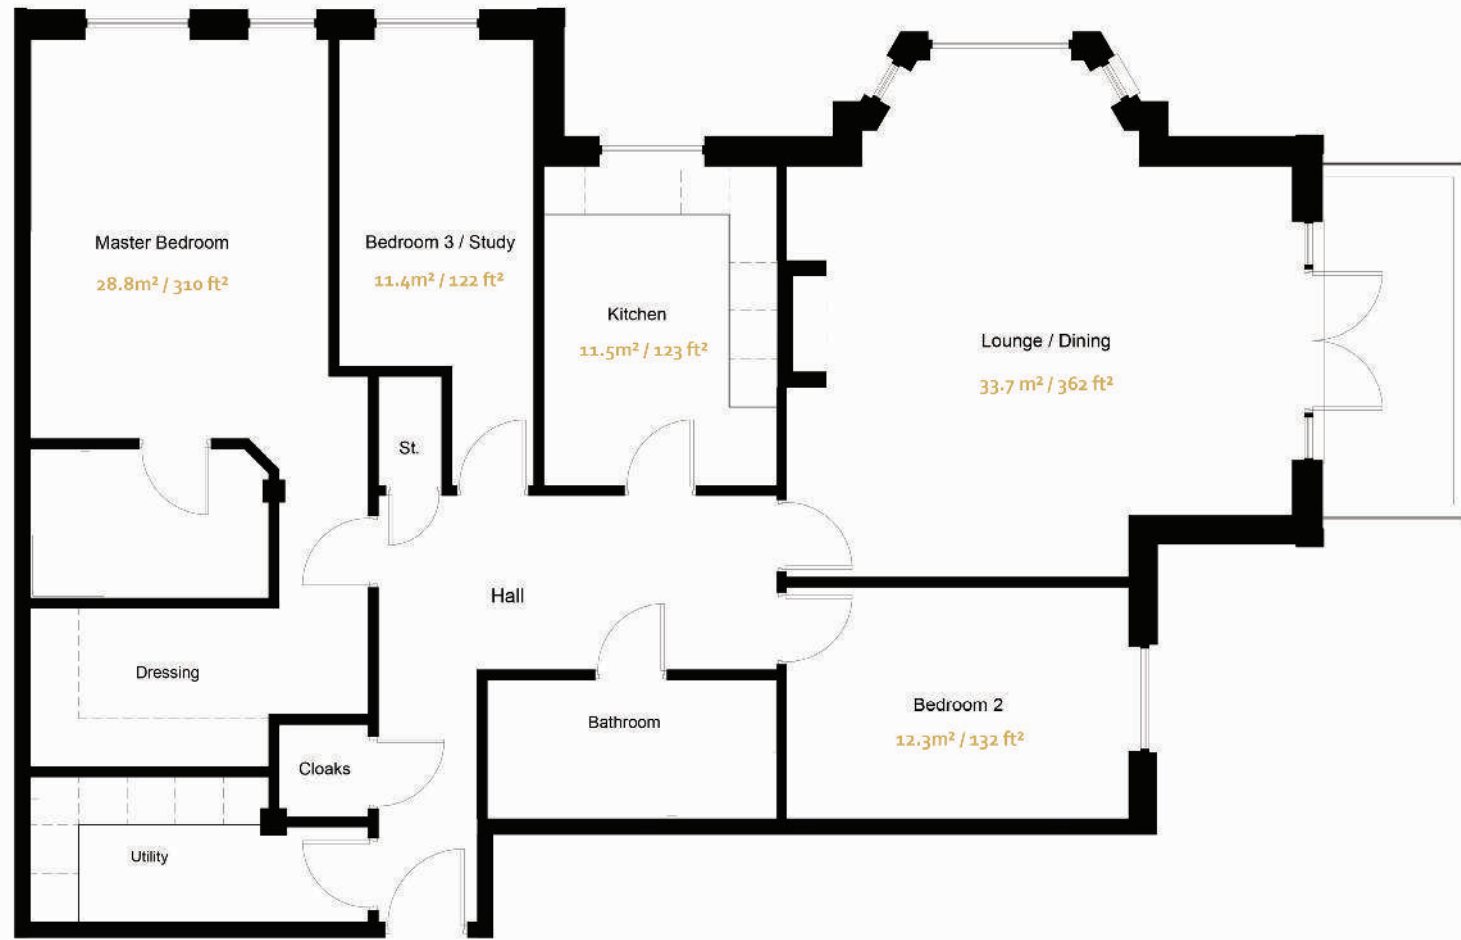 Master Bedroom
28.8m² / 310 ft²
Bedroom 3 / Study
11.4m² / 122 ft²
Kitchen
11.5m² / 123 ft²
Lounge / Dining
33.7 m² / 362 ft²
St.
Hall
Dressing
Bathroom
Bedroom 2
12.3m² / 132 ft²
Cloaks
Utility